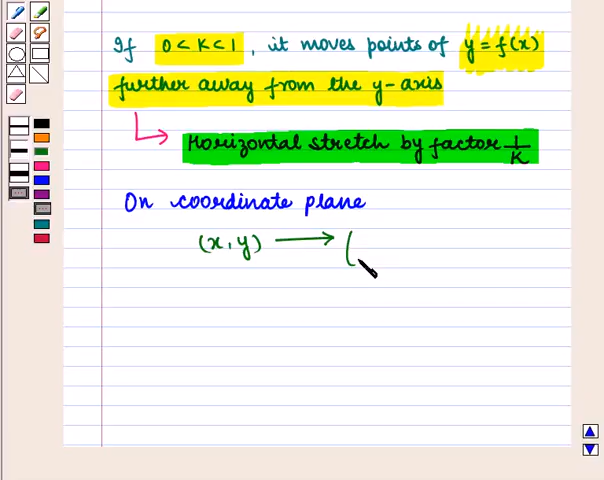 If 0 < K < 1, it moves points of y = f(x)
further away from the y-axis
Horizontal stretch by factor 1/K
On coordinate plane
(x, y) ⟶ (